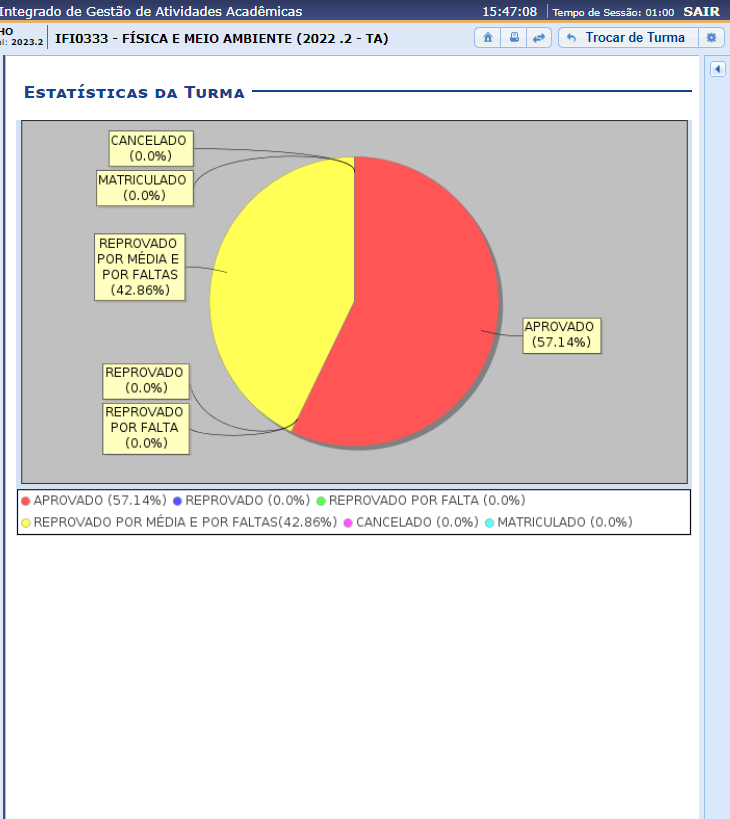 Integrado de Gestão de Atividades Acadêmicas 15:47:08 Tempo de Sessão: 01:00 SAIR
HO
el: 2023.2 IFI0333 - FÍSICA E MEIO AMBIENTE (2022 .2 - TA) Trocar de Turma
Estatísticas da Turma
CANCELADO
(0.0%)
MATRICULADO
(0.0%)
REPROVADO
POR MÉDIA E
POR FALTAS
(42.86%)
APROVADO
(57.14%)
REPROVADO
(0.0%)
REPROVADO
POR FALTA
(0.0%)
APROVADO (57.14%) REPROVADO (0.0%) REPROVADO POR FALTA (0.0%)
REPROVADO POR MÉDIA E POR FALTAS(42.86%) CANCELADO (0.0%) MATRICULADO (0.0%)